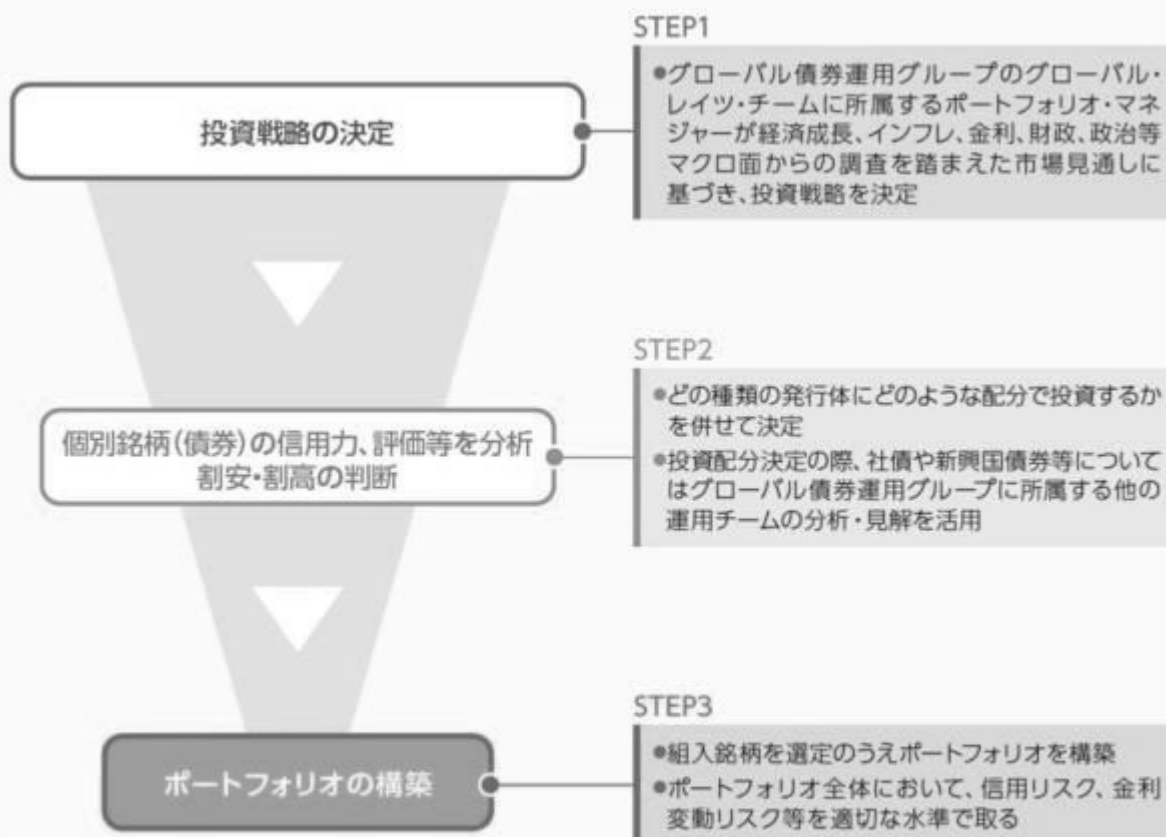 STEP1
投資戦略の決定
●グローバル債券運用グループのグローバル・
レイツ・チームに所属するポートフォリオ・マネ
ジャーが経済成長、インフレ、金利、財政、政治等
マクロ面からの調査を踏まえた市場見通しに
基づき、投資戦略を決定
STEP2
個別銘柄(債券)の信用力、評価等を分析
割安・割高の判断
●どの種類の発行体にどのような配分で投資するか
を併せて決定
●投資配分決定の際、社債や新興国債券等について
はグローバル債券運用グループに所属する他の
運用チームの分析・見解を活用
STEP3
ポートフォリオの構築
●組入銘柄を選定のうえポートフォリオを構築
●ポートフォリオ全体において、信用リスク、金利
変動リスク等を適切な水準で取る